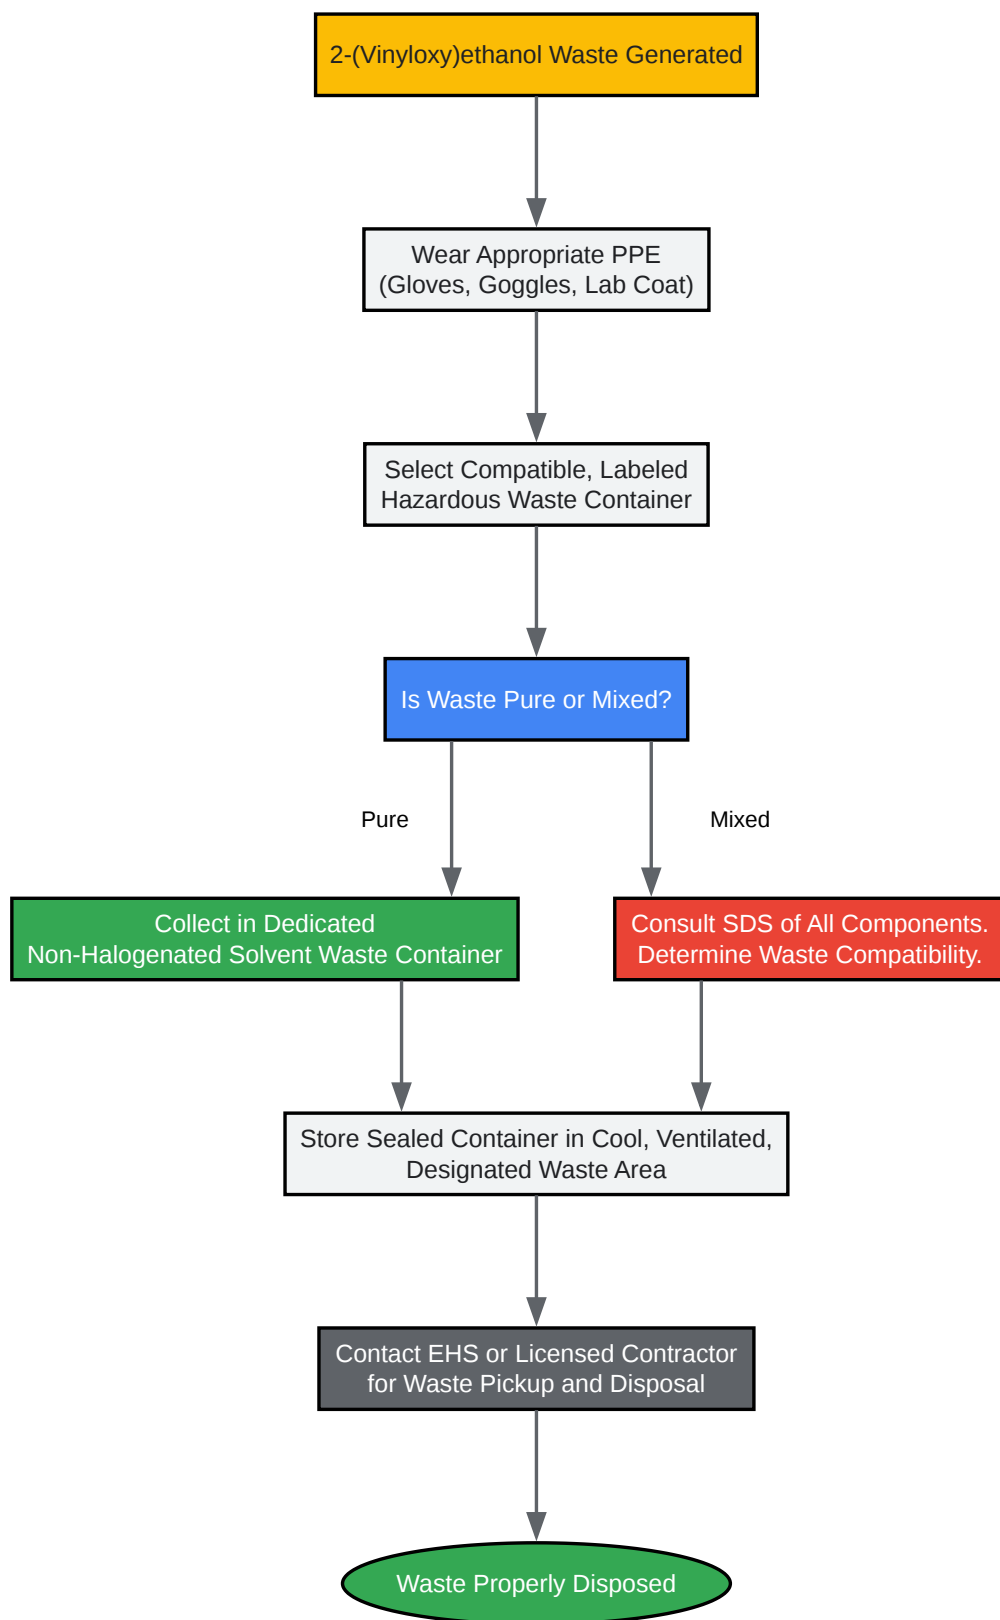 2-(Vinyloxy)ethanol Waste Generated
Wear Appropriate PPE
(Gloves, Goggles, Lab Coat)
Select Compatible, Labeled
Hazardous Waste Container
Is Waste Pure or Mixed?
Pure
Mixed
Collect in Dedicated
Non-Halogenated Solvent Waste Container
Consult SDS of All Components.
Determine Waste Compatibility.
Store Sealed Container in Cool, Ventilated,
Designated Waste Area
Contact EHS or Licensed Contractor
for Waste Pickup and Disposal
Waste Properly Disposed